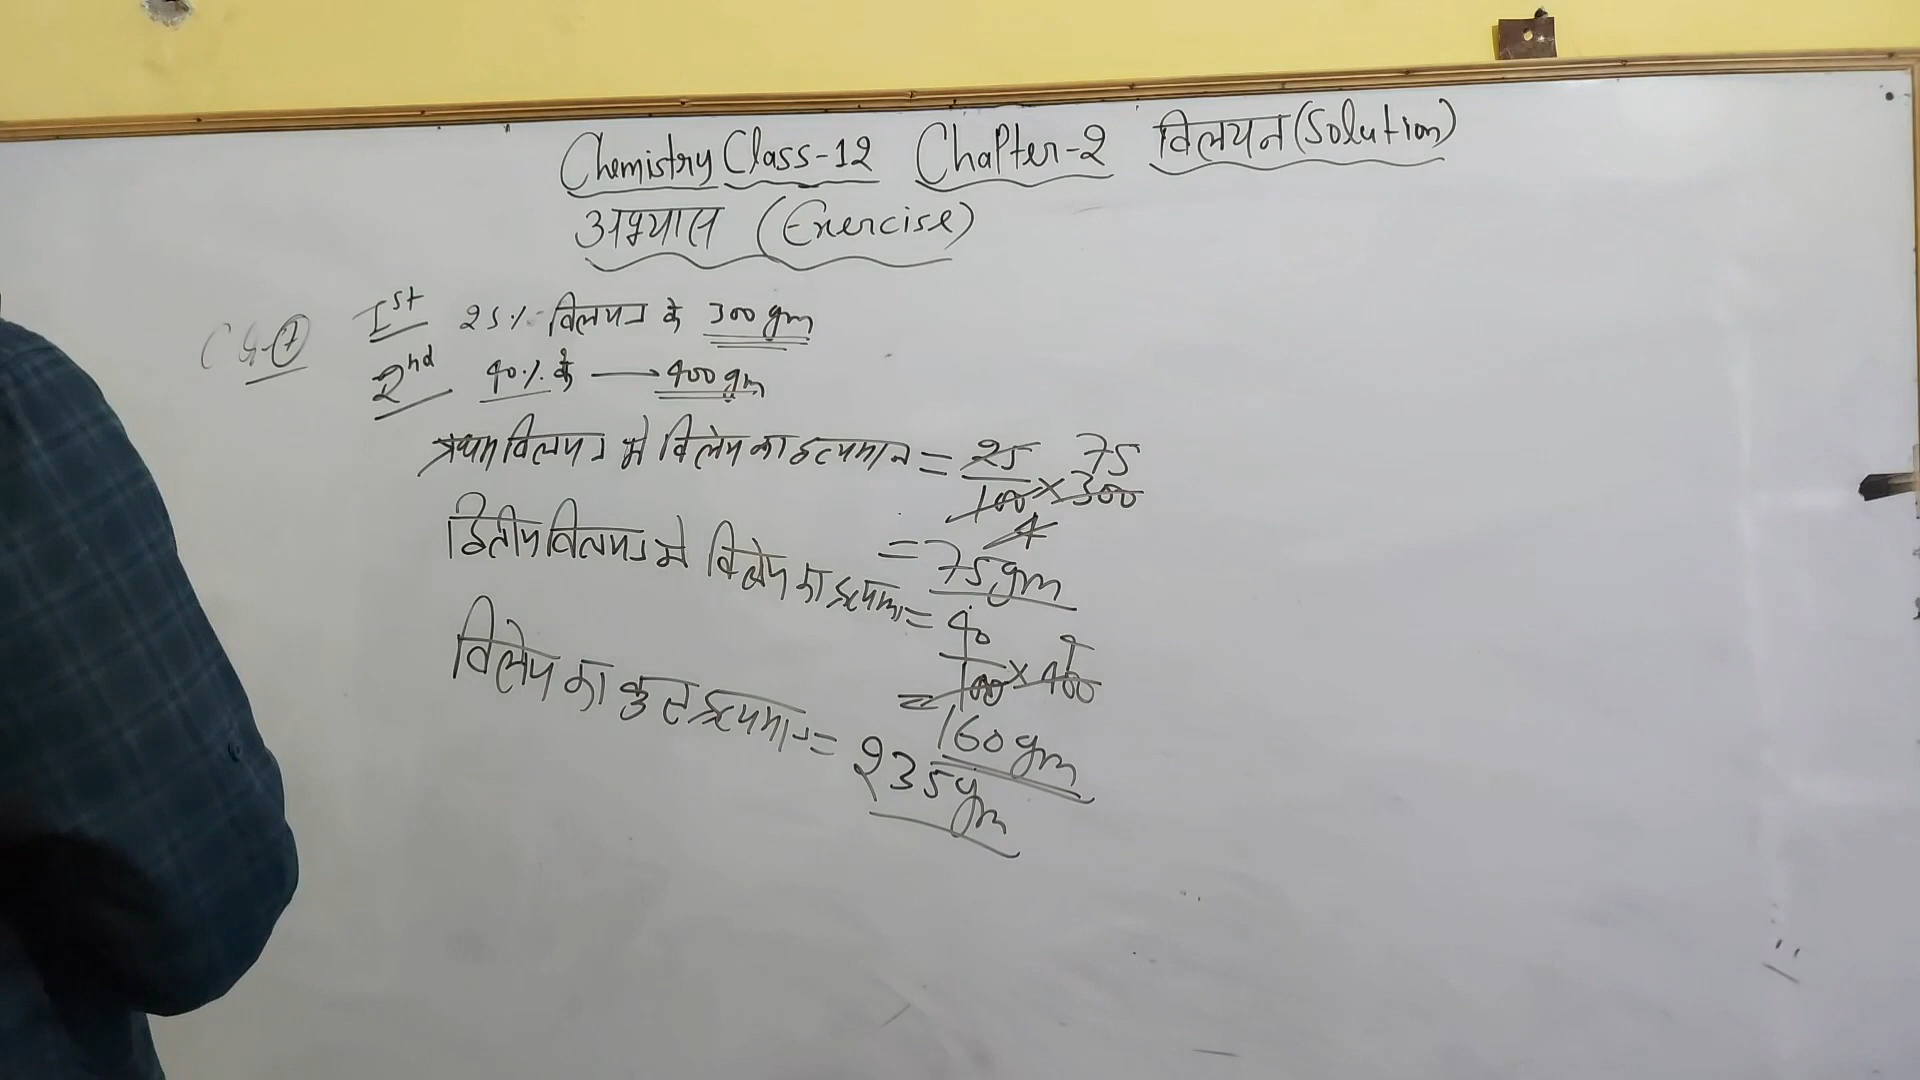 Chemistry Class-12 Chapter-2 विलयन (Solution)
अभ्यास (Exercise)
Ist 25% विलयन के 300 gm
2nd 40% के — 400 gm
प्रथम विलयन मे विलेय का द्रव्यमान = 25/100 × 300 75
4
= 75 gm
द्वितीय विलयन मे विलेय का द्रव्यमान = 40/100 × 400
= 160 gm
विलेय का कुल द्रव्यमान = 235 gm